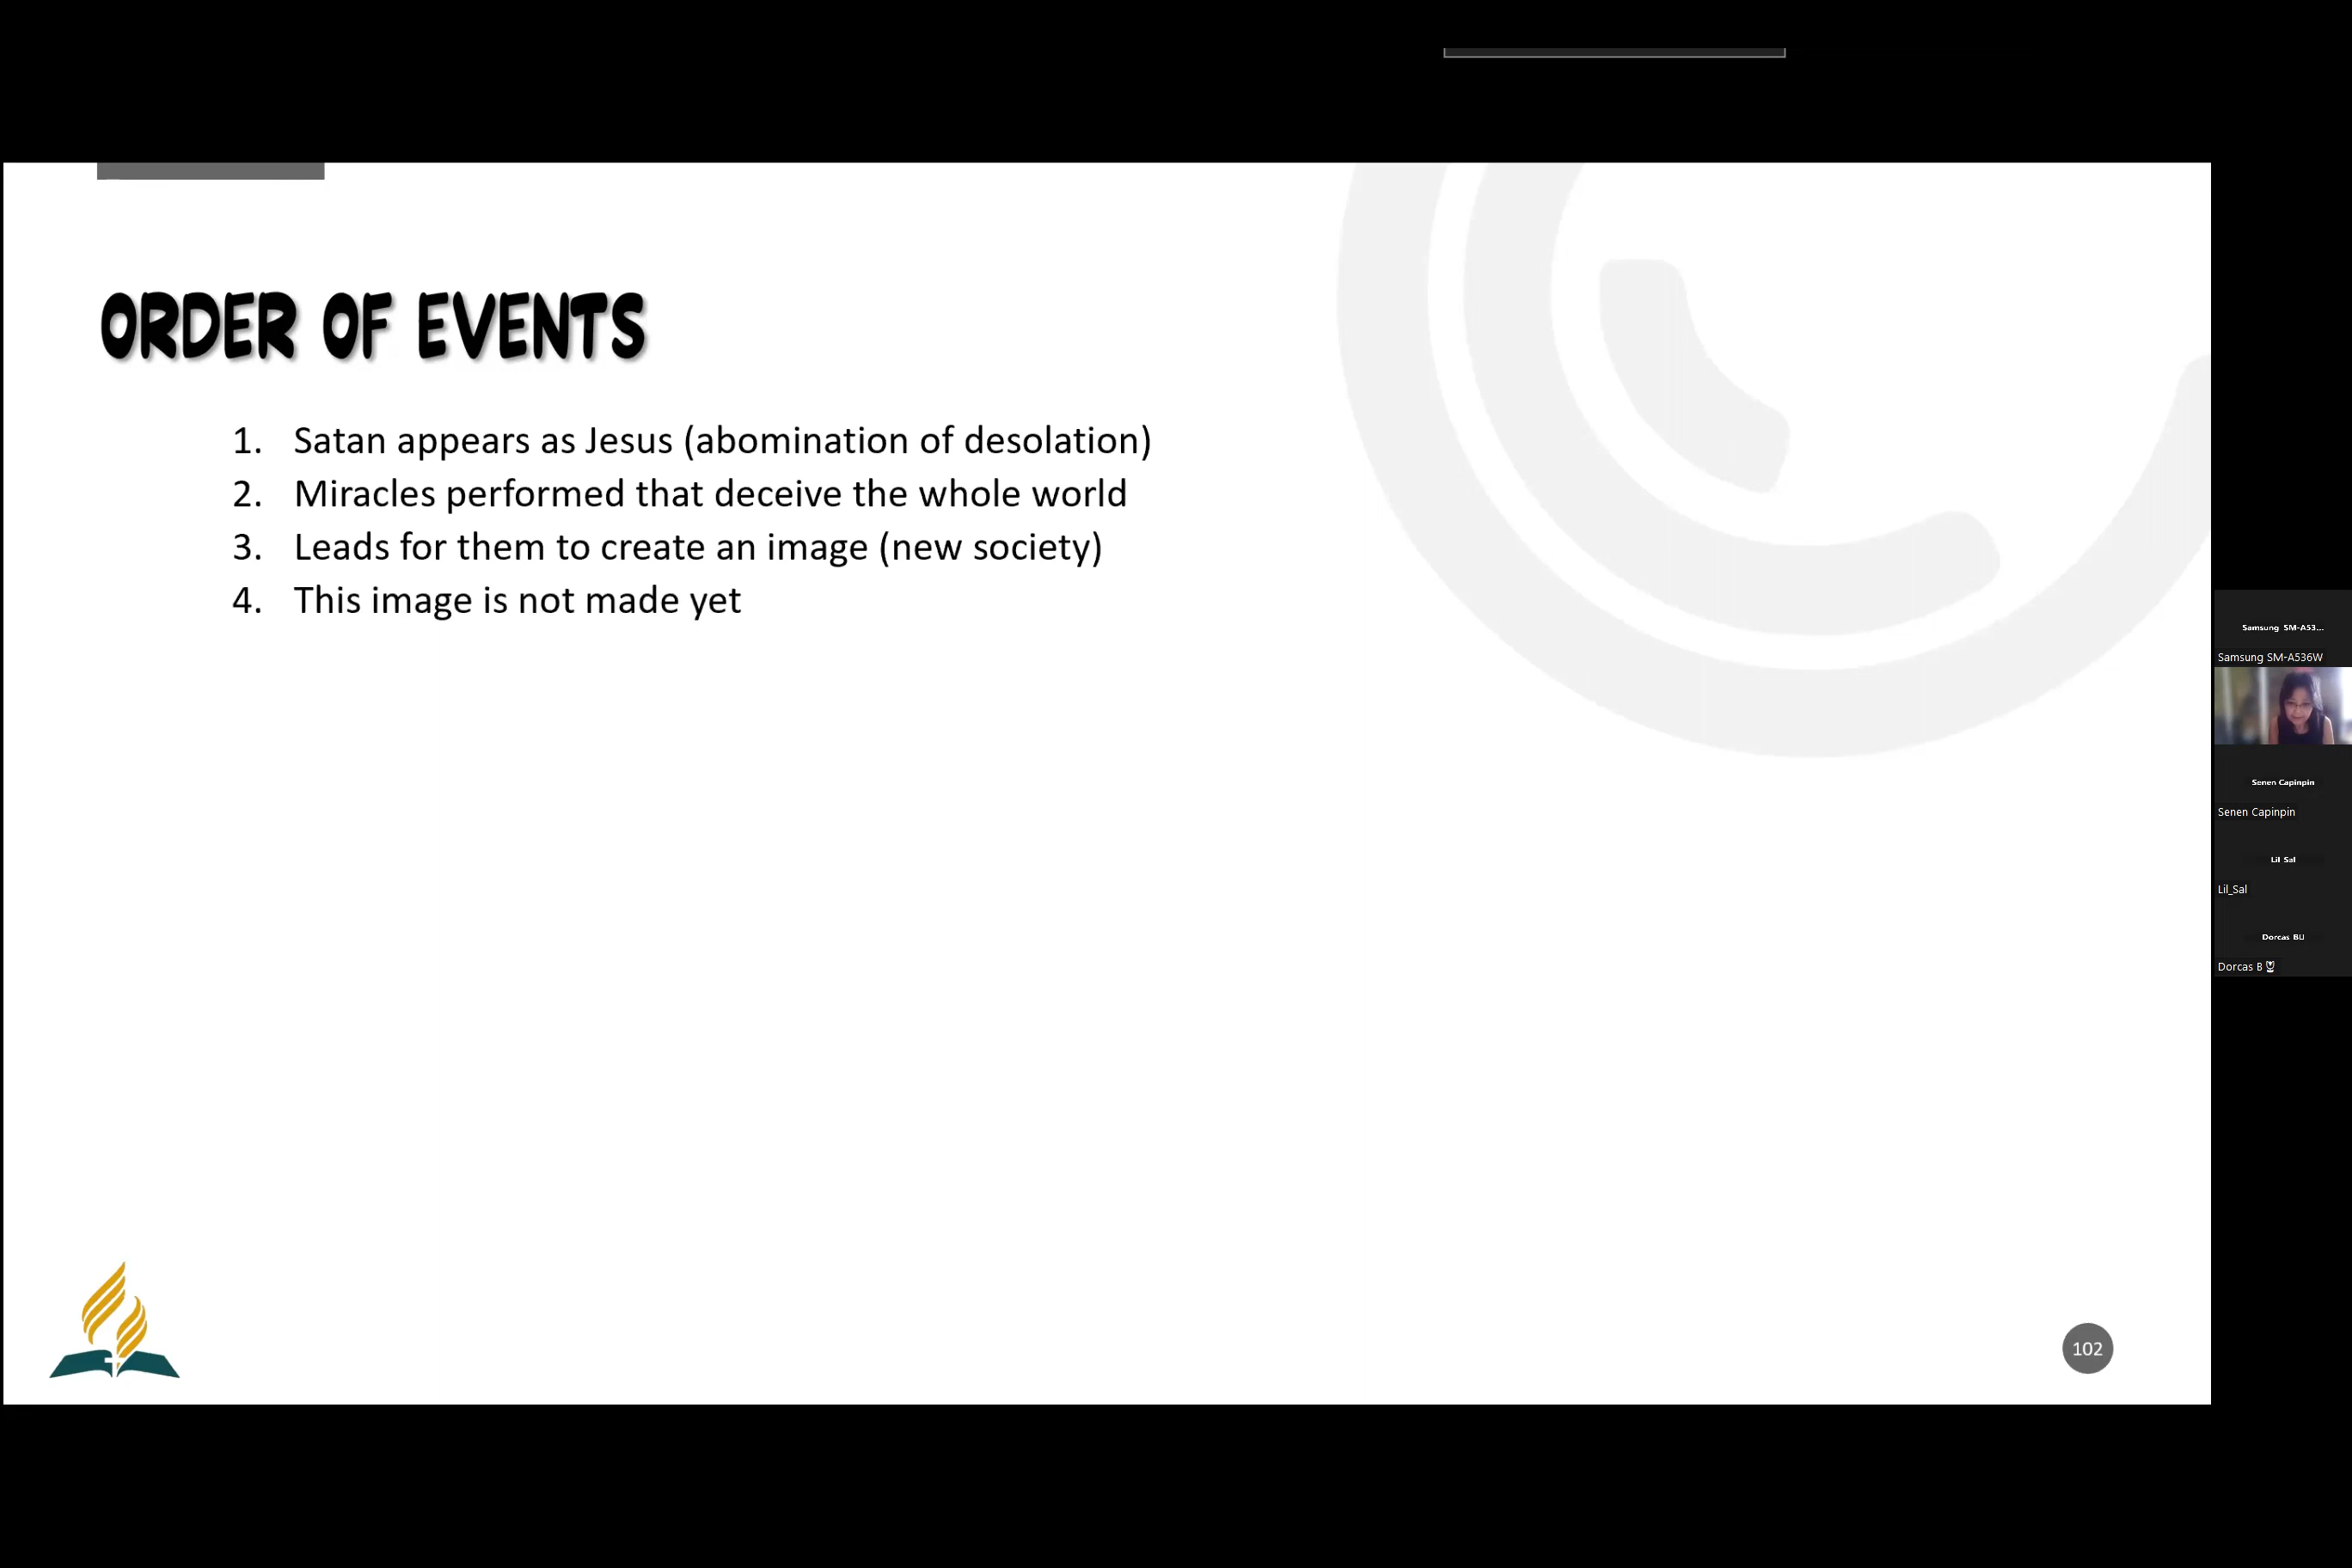 ORDER OF EVENTS
1. Satan appears as Jesus (abomination of desolation)
2. Miracles performed that deceive the whole world
3. Leads for them to create an image (new society)
4. This image is not made yet
102
Samsung SM-A53...
Samsung SM-A536W
Senen Capinpin
Senen Capinpin
Lil Sal
Lil_Sal
Dorcas BU
Dorcas B